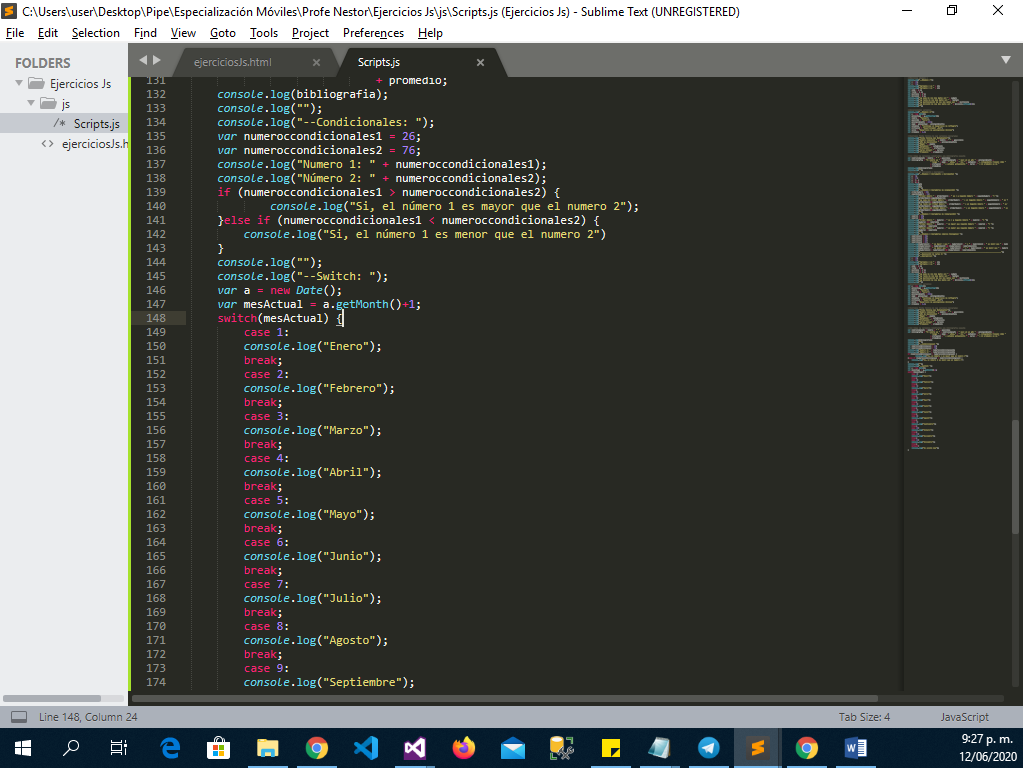 C:\Users\user\Desktop\Pipe\Especialización Móviles\Profe Nestor\Ejercicios Js\js\Scripts.js (Ejercicios Js) - Sublime Text (UNREGISTERED)
File Edit Selection Find View Goto Tools Project Preferences Help
FOLDERS
Ejercicios Js
js
/* Scripts.js
<> ejerciciosJs.h
ejerciciosJs.html × Scripts.js ×
131 + promedio;
132 console.log(bibliografia);
133 console.log("");
134 console.log("--Condicionales: ");
135 var numeroccondicionales1 = 26;
136 var numeroccondicionales2 = 76;
137 console.log("Numero 1: " + numeroccondicionales1);
138 console.log("Número 2: " + numeroccondicionales2);
139 if (numeroccondicionales1 > numeroccondicionales2) {
140 console.log("Si, el número 1 es mayor que el numero 2");
141 }else if (numeroccondicionales1 < numeroccondicionales2) {
142 console.log("Si, el número 1 es menor que el numero 2")
143 }
144 console.log("");
145 console.log("--Switch: ");
146 var a = new Date();
147 var mesActual = a.getMonth()+1;
148 switch(mesActual) {
149 case 1:
150 console.log("Enero");
151 break;
152 case 2:
153 console.log("Febrero");
154 break;
155 case 3:
156 console.log("Marzo");
157 break;
158 case 4:
159 console.log("Abril");
160 break;
161 case 5:
162 console.log("Mayo");
163 break;
164 case 6:
165 console.log("Junio");
166 break;
167 case 7:
168 console.log("Julio");
169 break;
170 case 8:
171 console.log("Agosto");
172 break;
173 case 9:
174 console.log("Septiembre");
Line 148, Column 24 Tab Size: 4 JavaScript
9:27 p. m.
12/06/2020